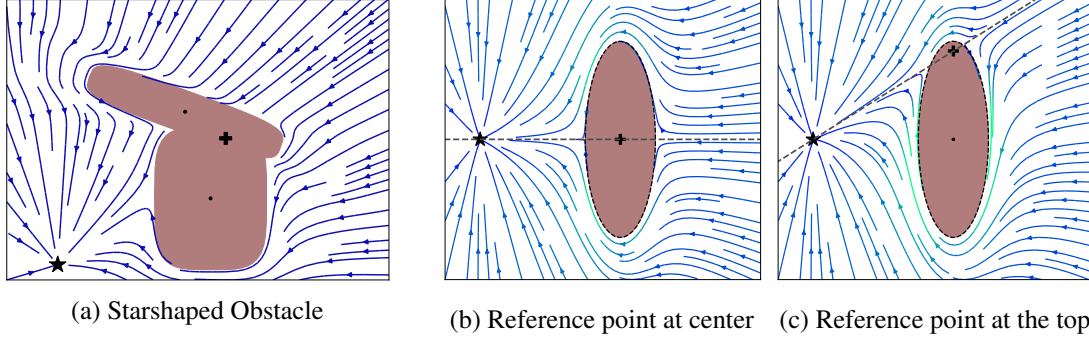 (a) Starshaped Obstacle
(b) Reference point at center
(c) Reference point at the top